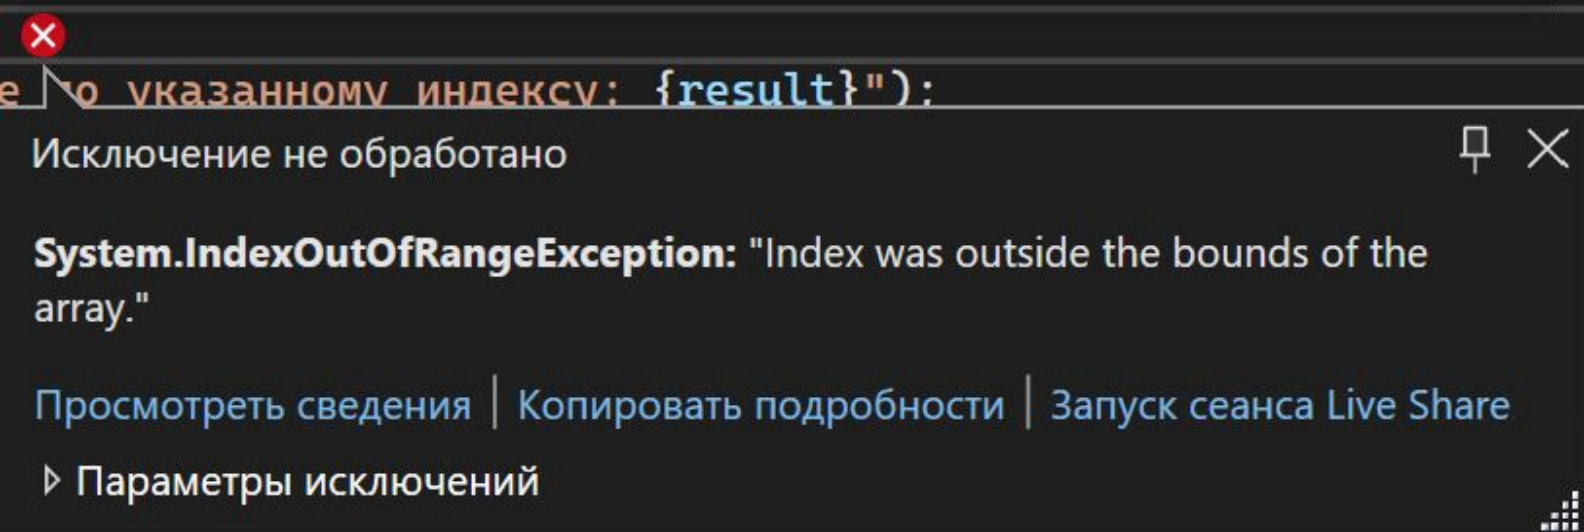 е по указанному индексу: {result}");
Исключение не обработано
System.IndexOutOfRangeException: "Index was outside the bounds of the
array."
Просмотреть сведения | Копировать подробности | Запуск сеанса Live Share
Параметры исключений